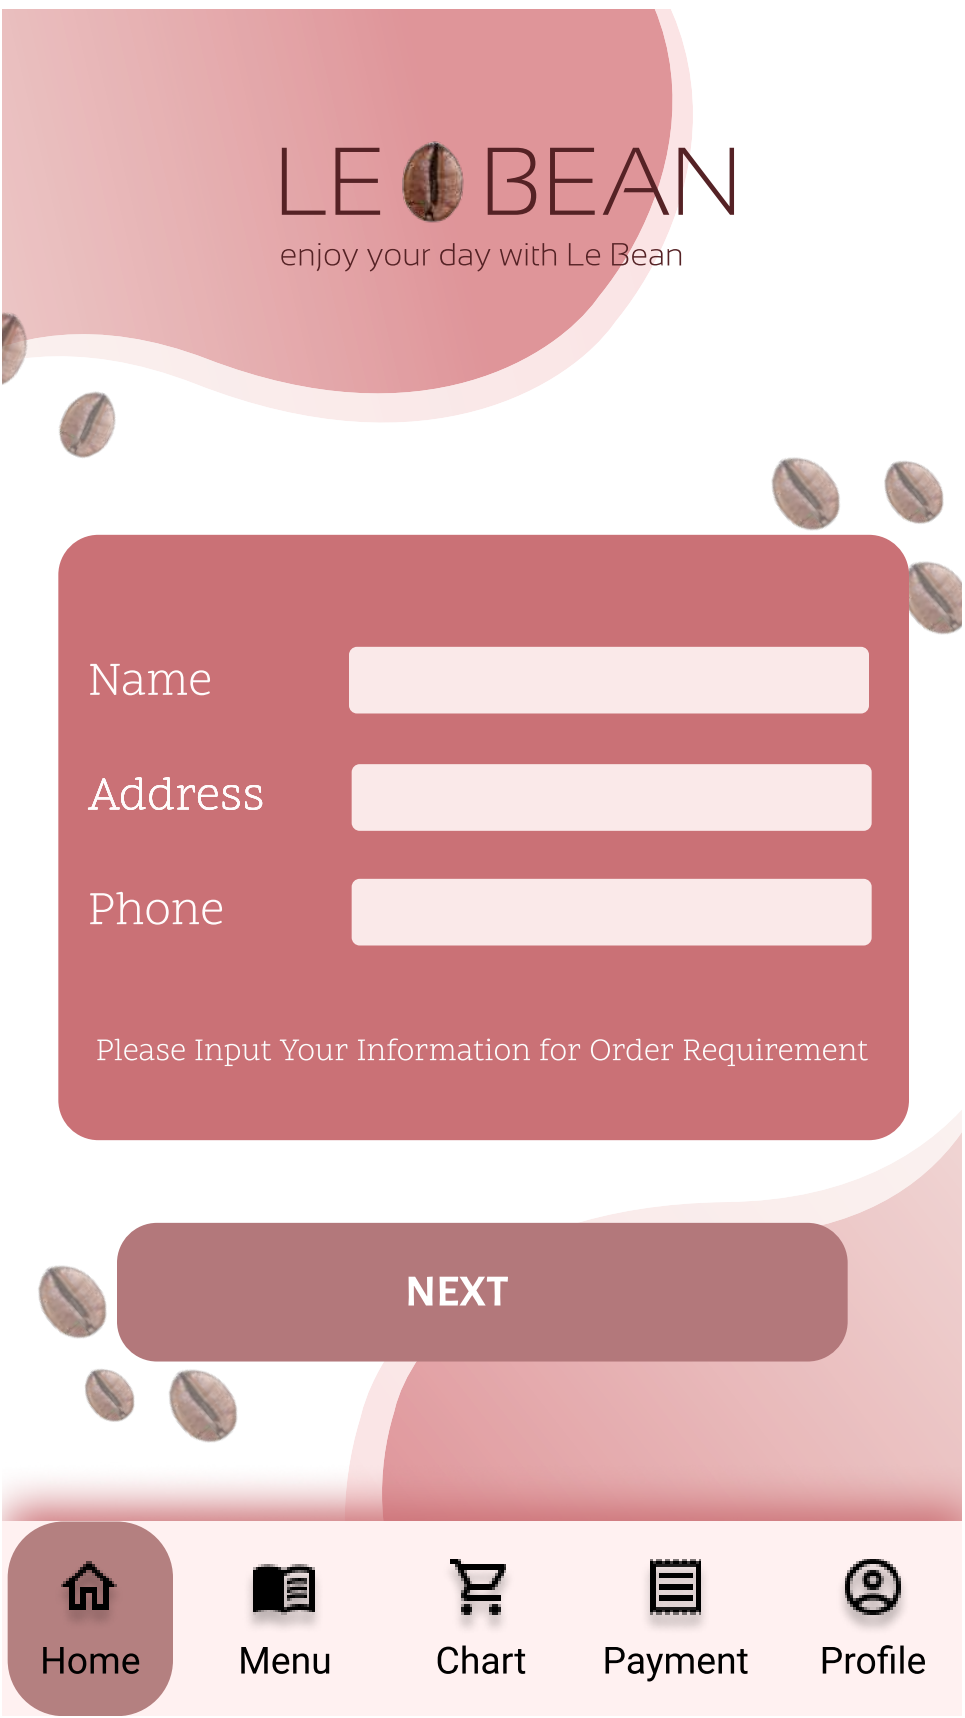 LE BEAN
enjoy your day with Le Bean
Name
Address
Phone
Please Input Your Information for Order Requirement
NEXT
Home Menu Chart Payment Profile